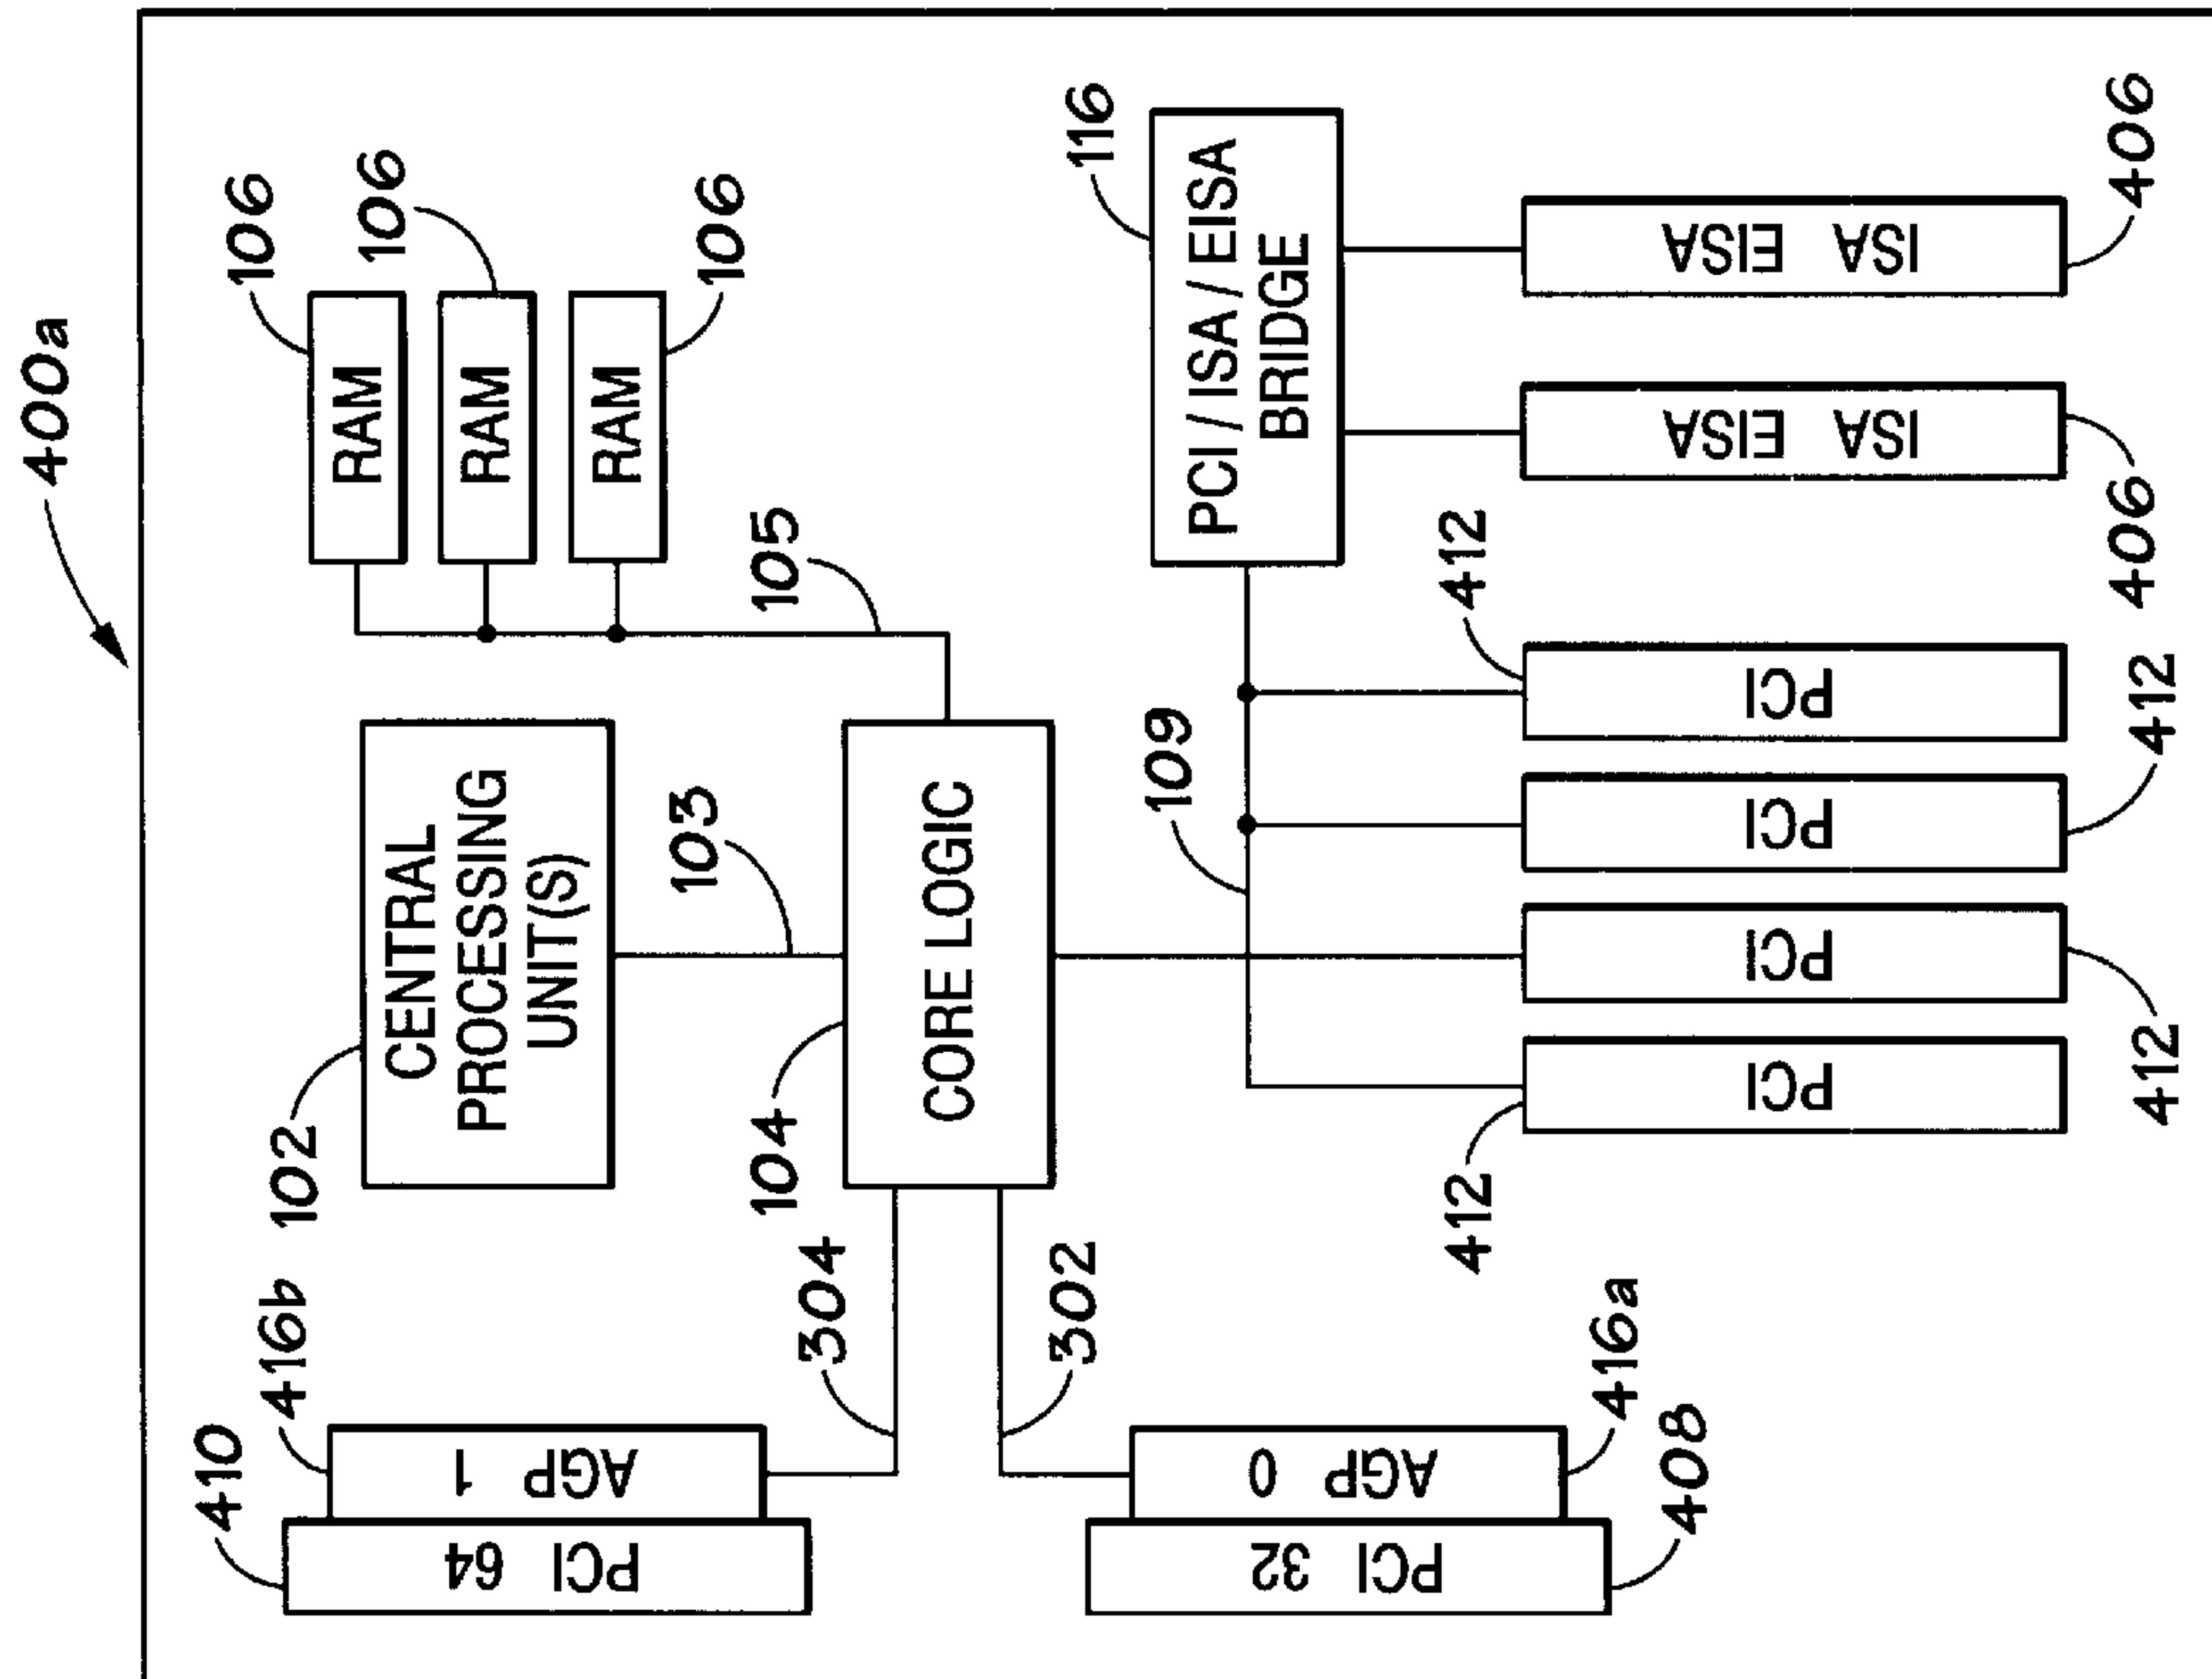 400a
106
RAM
106
RAM
106
RAM
105
102
CENTRAL
PROCESSING
UNIT(S)
103
104
CORE LOGIC
410
416b
AGP 1
PCI 64
304
302
416a
AGP 0
PCI 32
408
116
PCI / ISA / EISA
BRIDGE
109
412
PCI
412
PCI
412
PCI
412
PCI
ISA EISA
406
ISA EISA
406